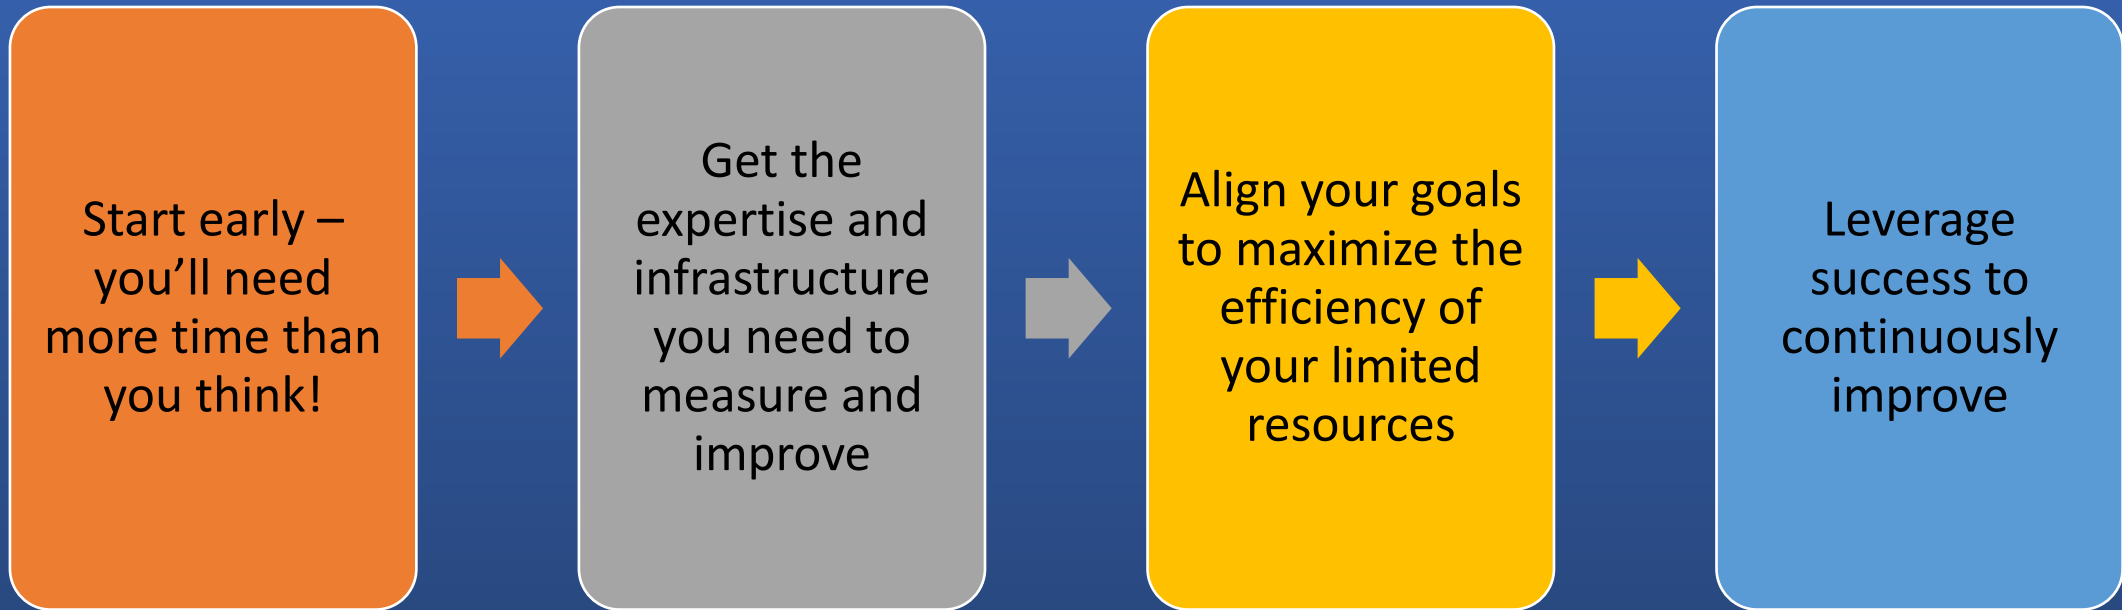 Start early –
you’ll need
more time than
you think!
Get the
expertise and
infrastructure
you need to
measure and
improve
Align your goals
to maximize the
efficiency of
your limited
resources
Leverage
success to
continuously
improve